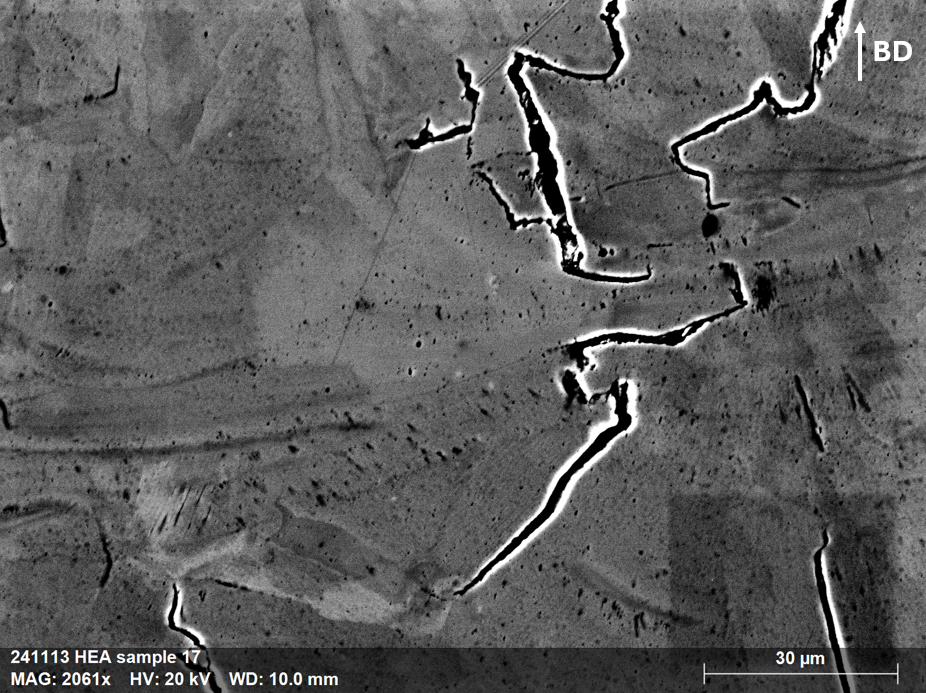 BD
241113 HEA sample 17
30 µm
MAG: 2061x HV: 20 kV WD: 10.0 mm